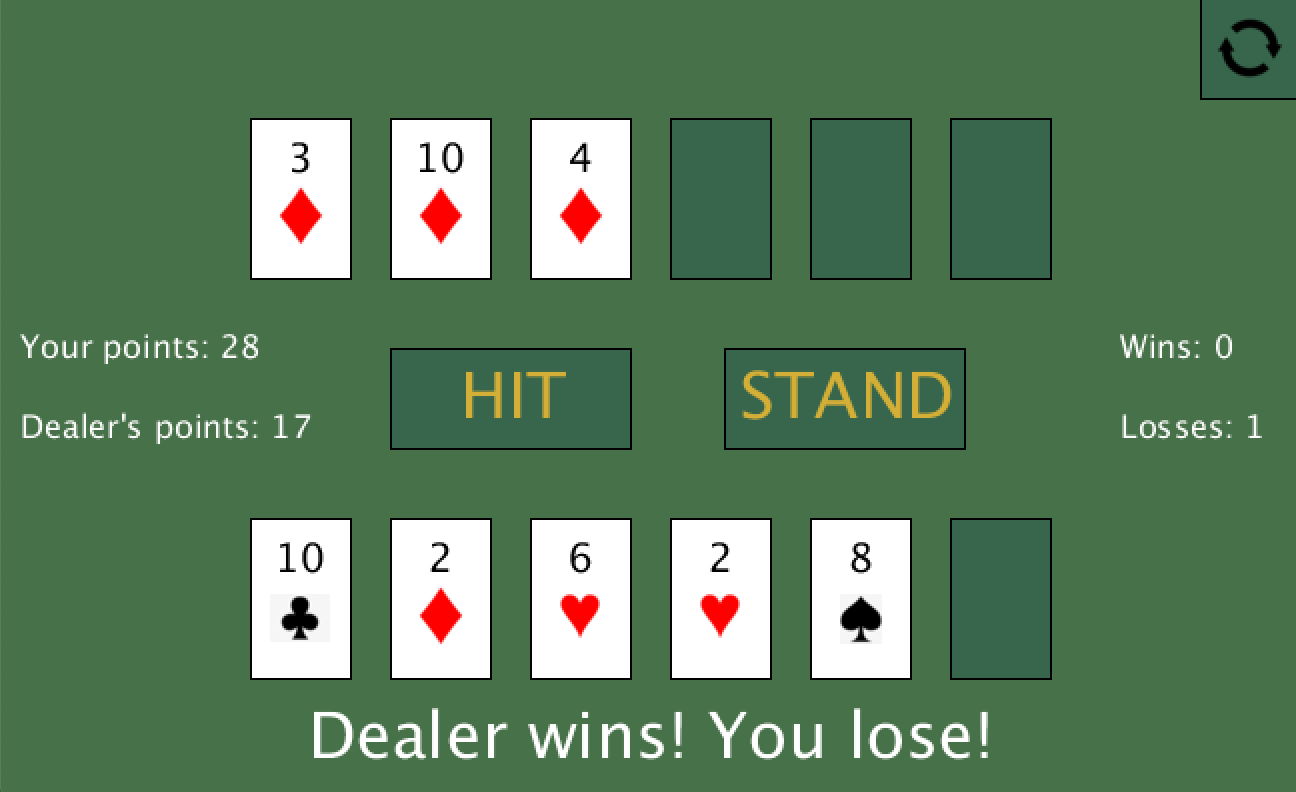 3 10 4
Your points: 28
Dealer's points: 17
HIT STAND
Wins: 0
Losses: 1
10 2 6 2 8
Dealer wins! You lose!